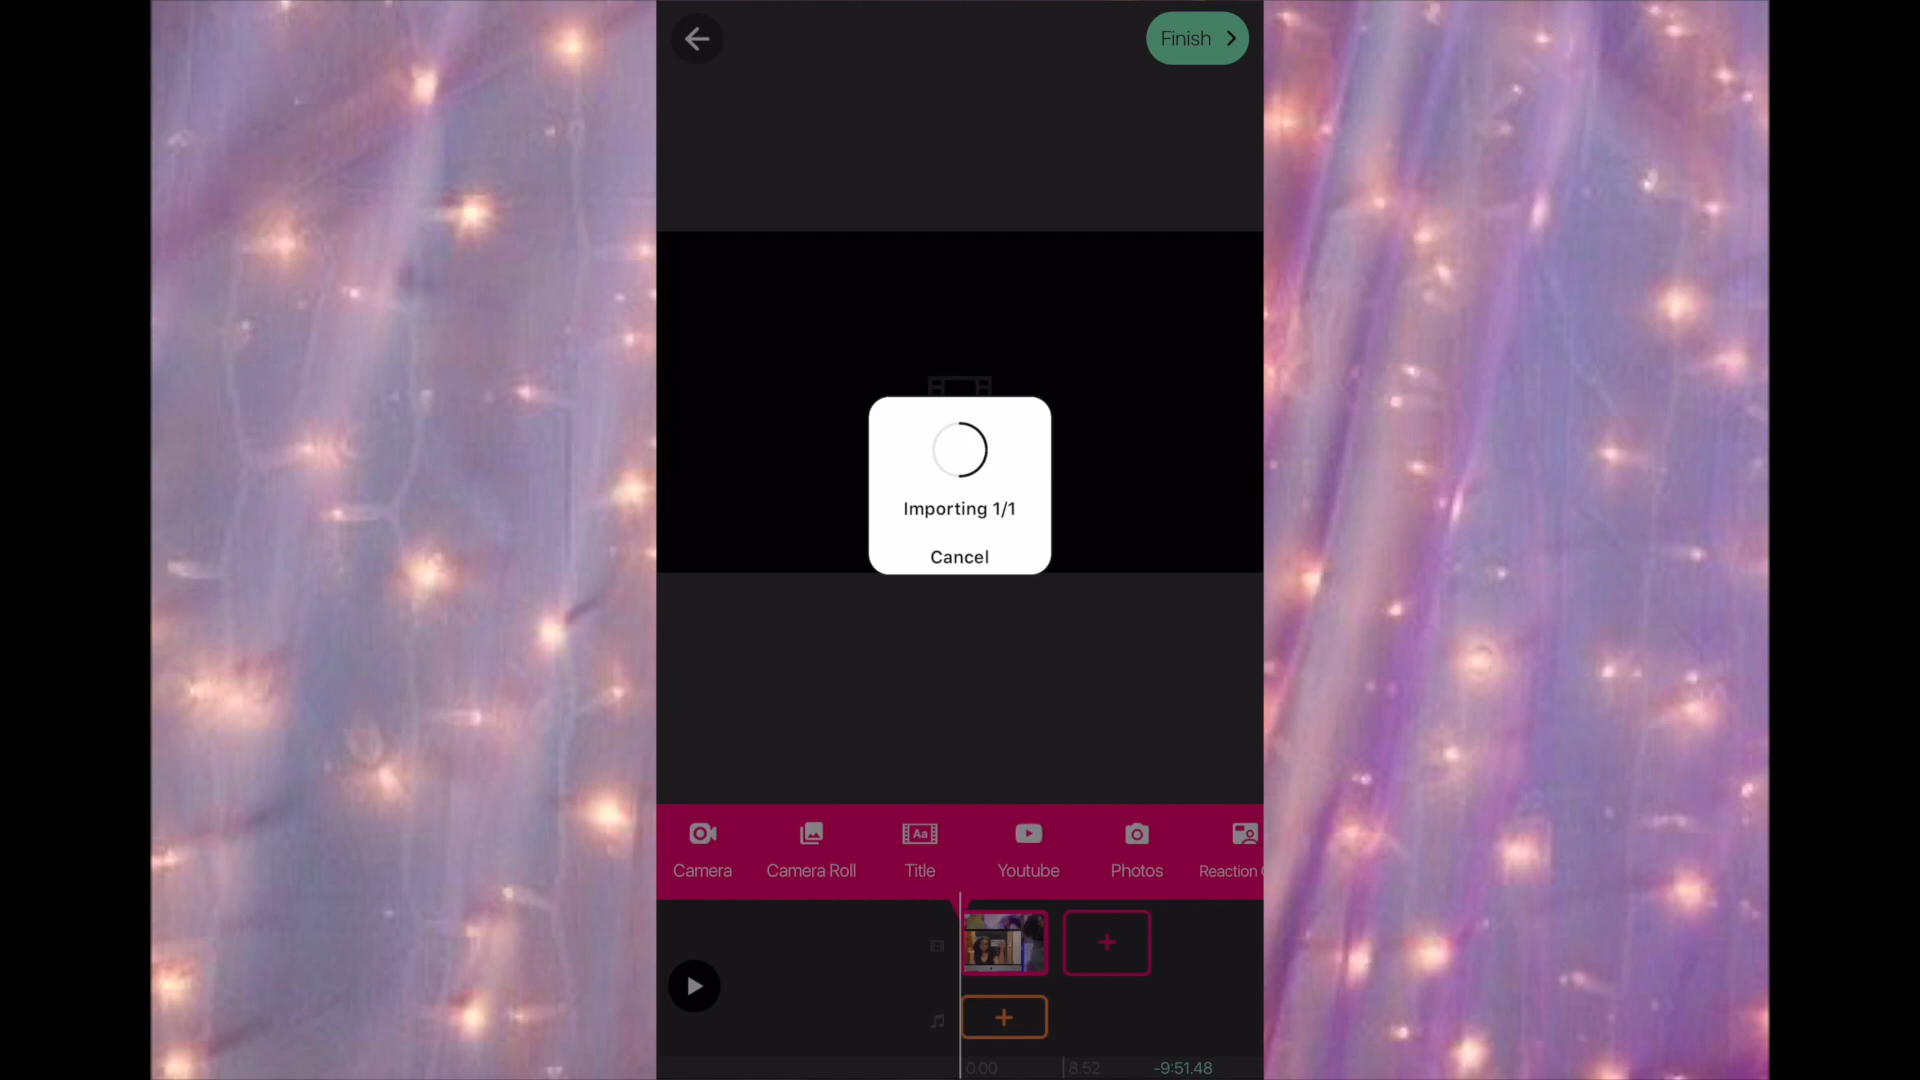 Finish
Importing 1/1
Cancel
Aa
Camera
Camera Roll
Title
Youtube
Photos
Reaction
0.00
8.52
-9:51.48